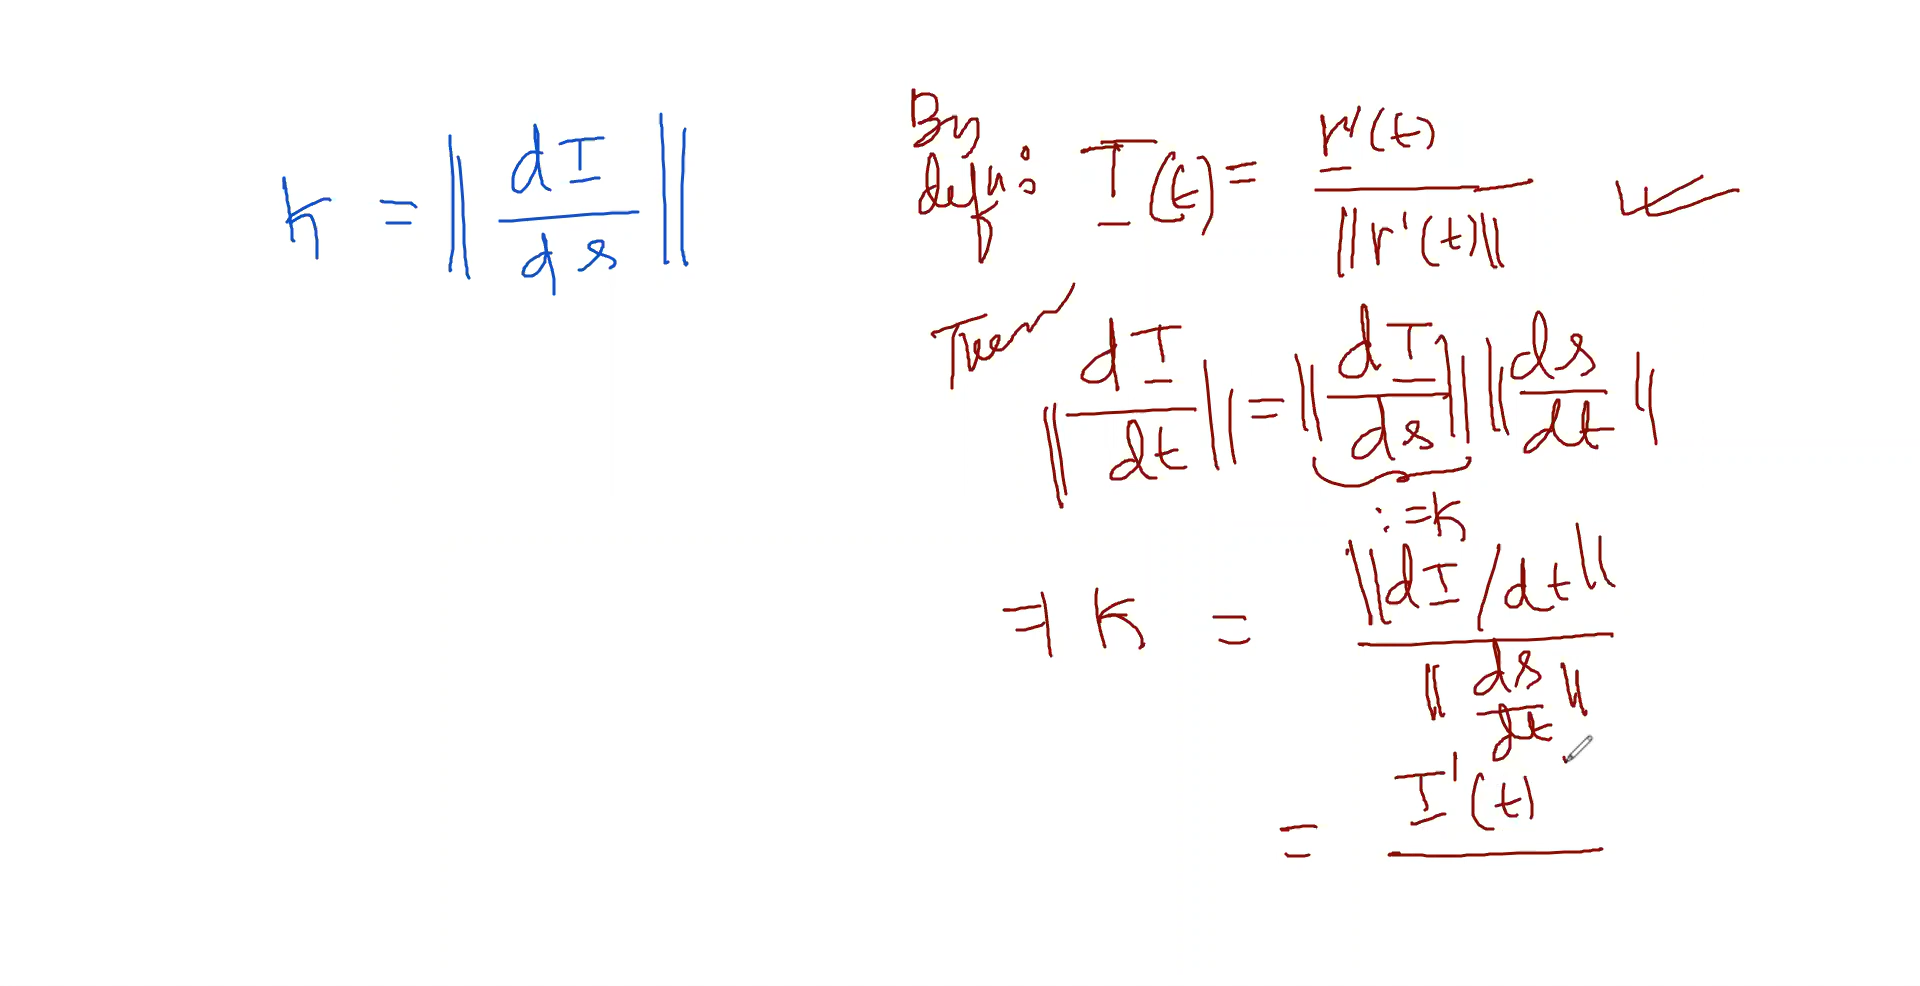 κ = ‖ dT/ds ‖
By defn: T(t) = r'(t) / ‖r'(t)‖
Then
‖ dT/dt ‖ = ‖ dT/ds ‖ ‖ ds/dt ‖
:= κ
⇒ κ = ‖dT/dt‖ / ‖ ds/dt ‖
= T'(t)